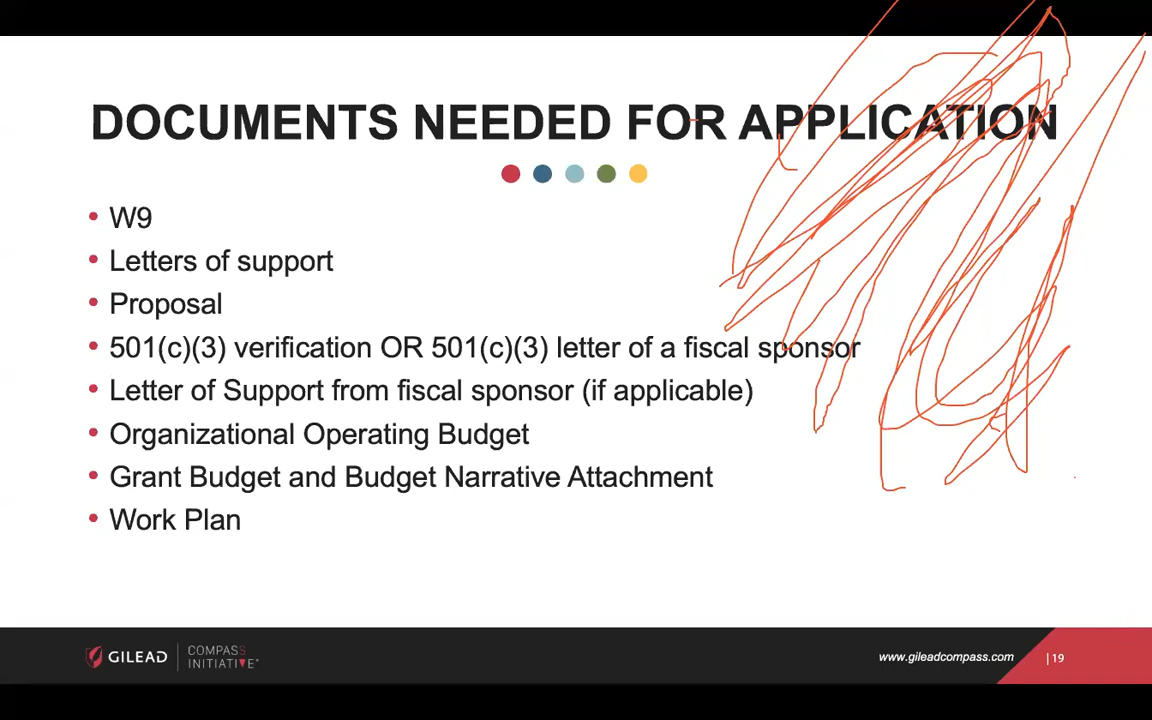 DOCUMENTS NEEDED FOR APPLICATION
• W9
• Letters of support
• Proposal
• 501(c)(3) verification OR 501(c)(3) letter of a fiscal sponsor
• Letter of Support from fiscal sponsor (if applicable)
• Organizational Operating Budget
• Grant Budget and Budget Narrative Attachment
• Work Plan
GILEAD
COMPASS
INITIATIVE®
www.gileadcompass.com
| 19